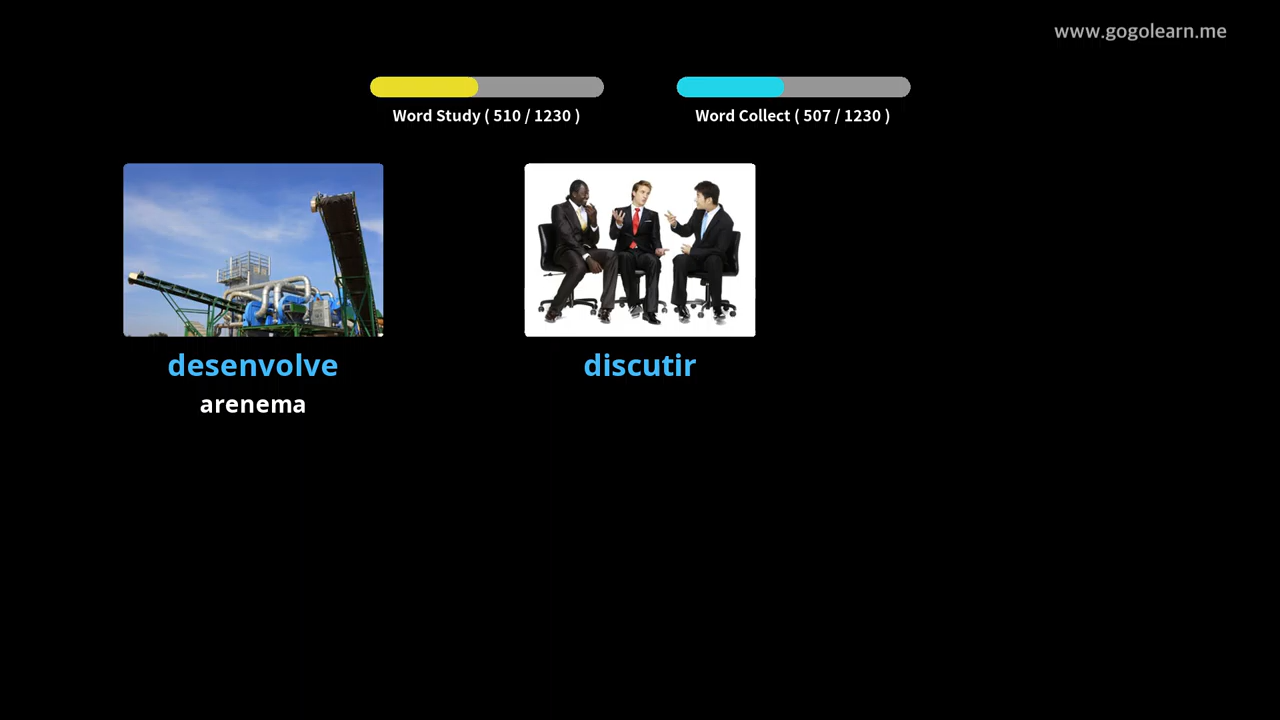 www.gogolearn.me
Word Study ( 510 / 1230 )
Word Collect ( 507 / 1230 )
desenvolve
discutir
arenema